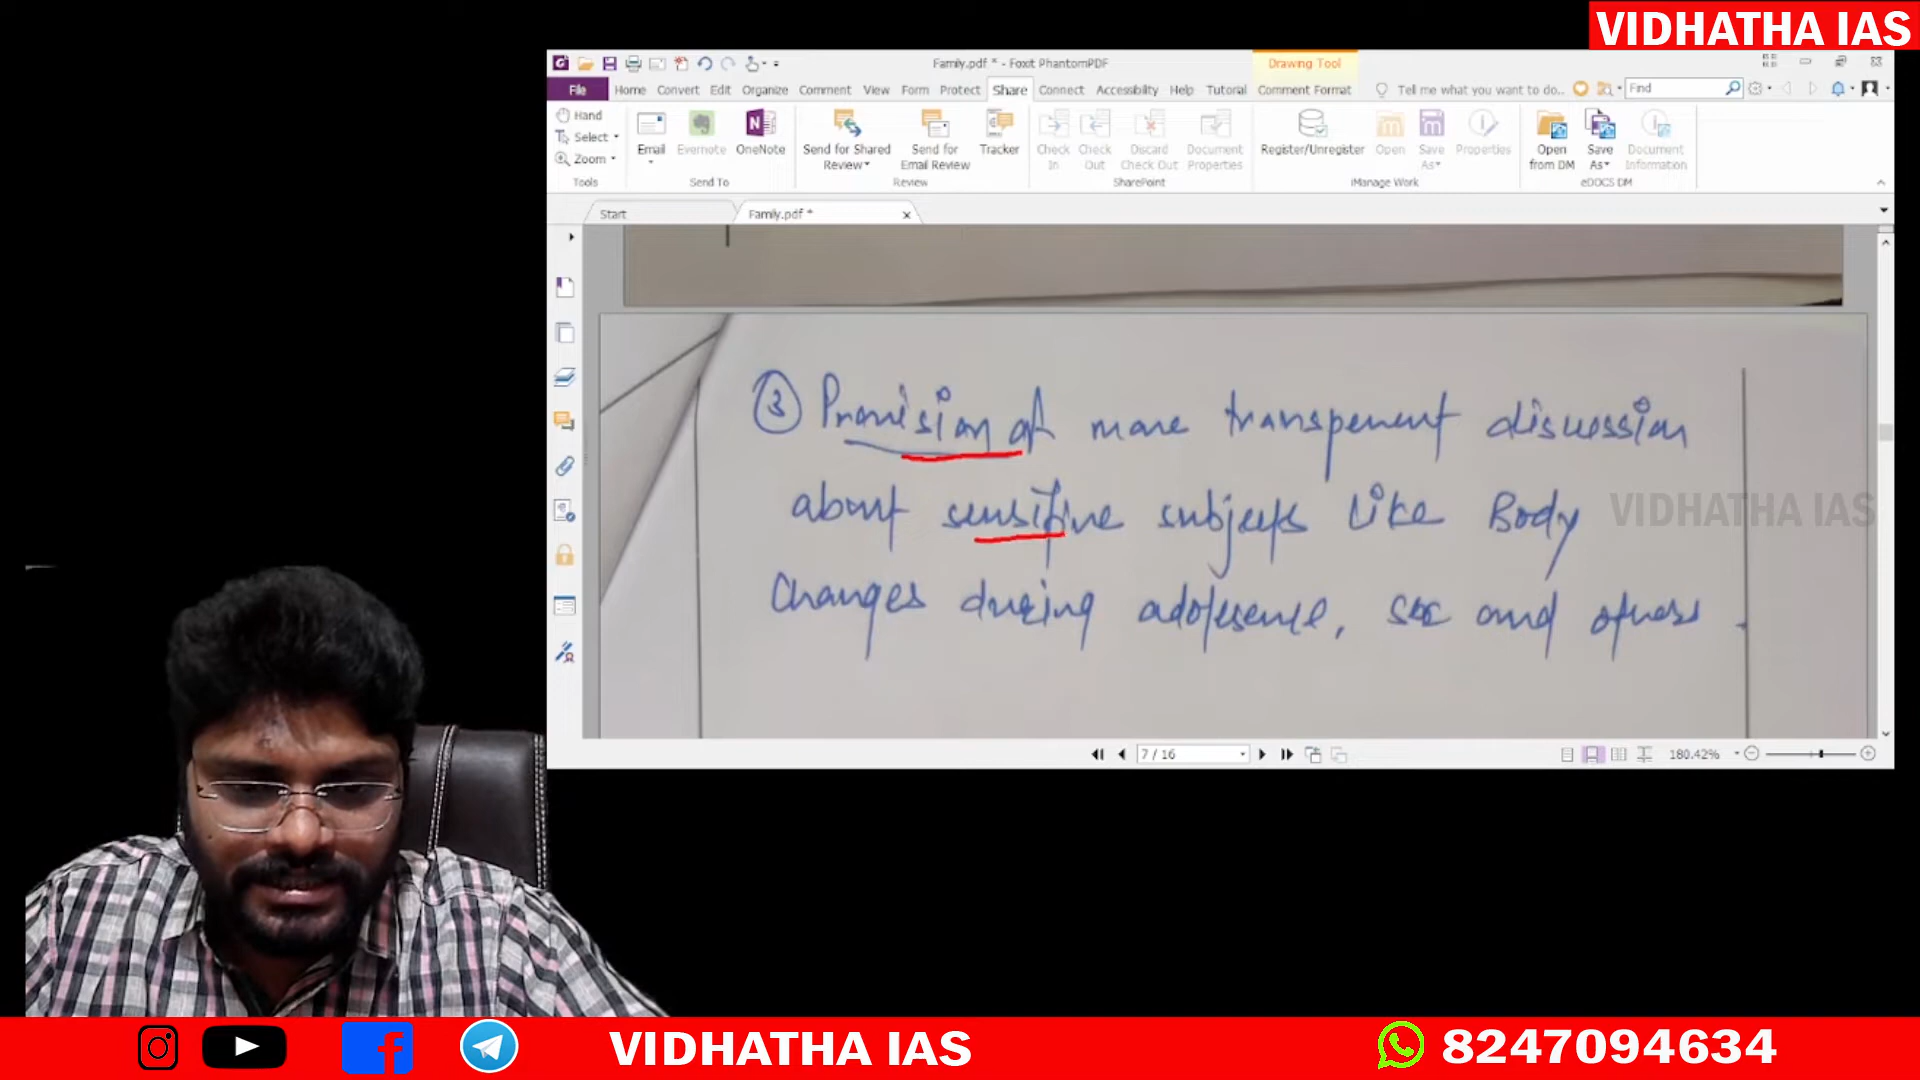 VIDHATHA IAS
Family.pdf * - Foxit PhantomPDF
Drawing Tool
File Home Convert Edit Organize Comment View Form Protect Share Connect Accessibility Help Tutorial Comment Format Tell me what you want to do.. Find
Hand
Select
Zoom
Tools
Email Evernote OneNote
Send To
Send for Shared Review
Send for Email Review
Tracker
Review
Check In
Check Out
Discard Check Out
Document Properties
SharePoint
Register/Unregister
Open
Save As
Properties
iManage Work
Open from DM
Save As
Document Information
eDOCS DM
Start Family.pdf *
3 Provision of more transperent discussion
about sensitive subjects like Body
VIDHATHA IAS
changes during adolesence, sex and others.
7 / 16
180.42%
VIDHATHA IAS 8247094634